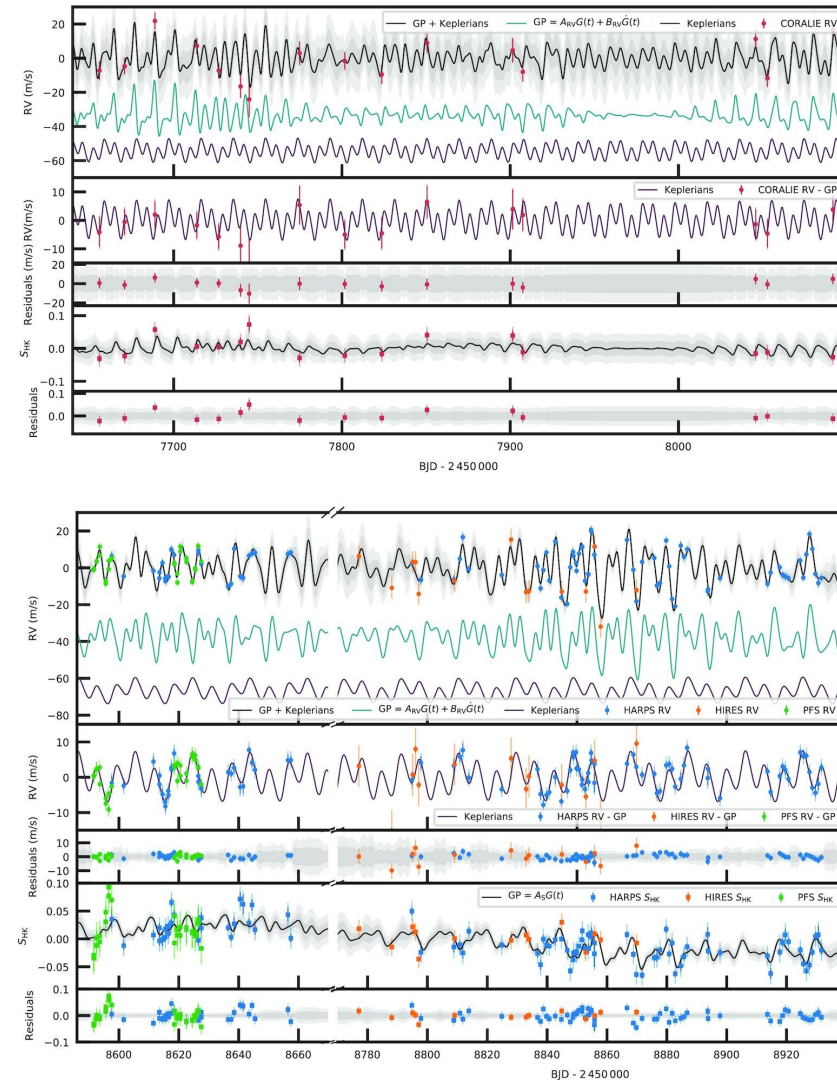 GP + Keplerians GP = A_RV G(t) + B_RV Ġ(t) Keplerians CORALIE RV
20
0
−20
−40
−60
RV (m/s)
Keplerians CORALIE RV - GP
10
0
−10
RV(m/s)
20
0
−20
Residuals (m/s)
0.1
0.0
−0.1
S_HK
0.0
Residuals
7700 7800 7900 8000
BJD - 2 450 000
20
0
−20
−40
−60
−80
RV (m/s)
GP + Keplerians GP = A_RV G(t) + B_RV Ġ(t) Keplerians HARPS RV HIRES RV PFS RV
10
0
−10
RV (m/s)
Keplerians HARPS RV - GP HIRES RV - GP PFS RV - GP
10
0
−10
Residuals (m/s)
GP = A_S G(t) HARPS S_HK HIRES S_HK PFS S_HK
0.10
0.05
0.00
−0.05
S_HK
0.1
0.0
−0.1
Residuals
8600 8620 8640 8660 8780 8800 8820 8840 8860 8880 8900 8920
BJD - 2 450 000